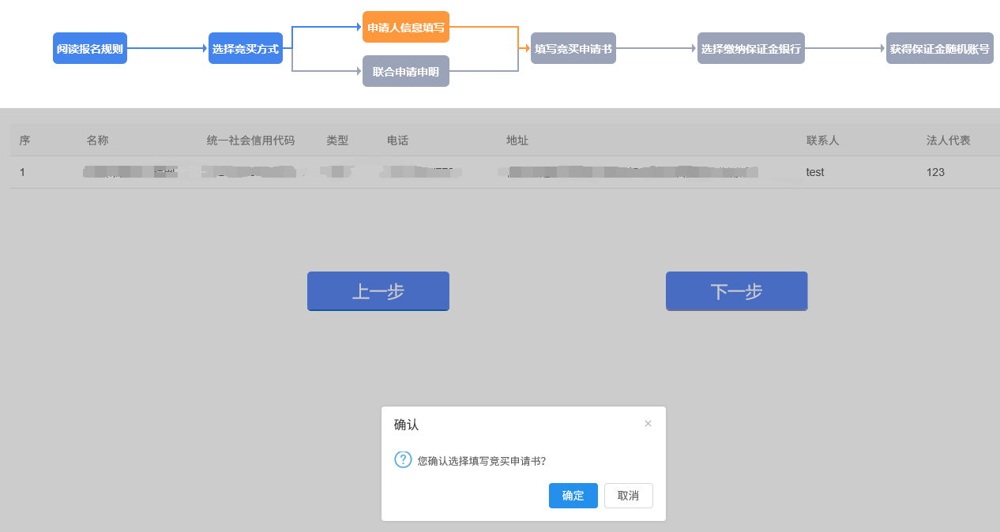 阅读报名规则
选择竞买方式
申请人信息填写
联合申请申明
填写竞买申请书
选择缴纳保证金银行
获得保证金随机账号
序 名称 统一社会信用代码 类型 电话 地址 联系人 法人代表
1 test 123
上一步 下一步
确认 ×
? 您确认选择填写竞买申请书?
确定 取消